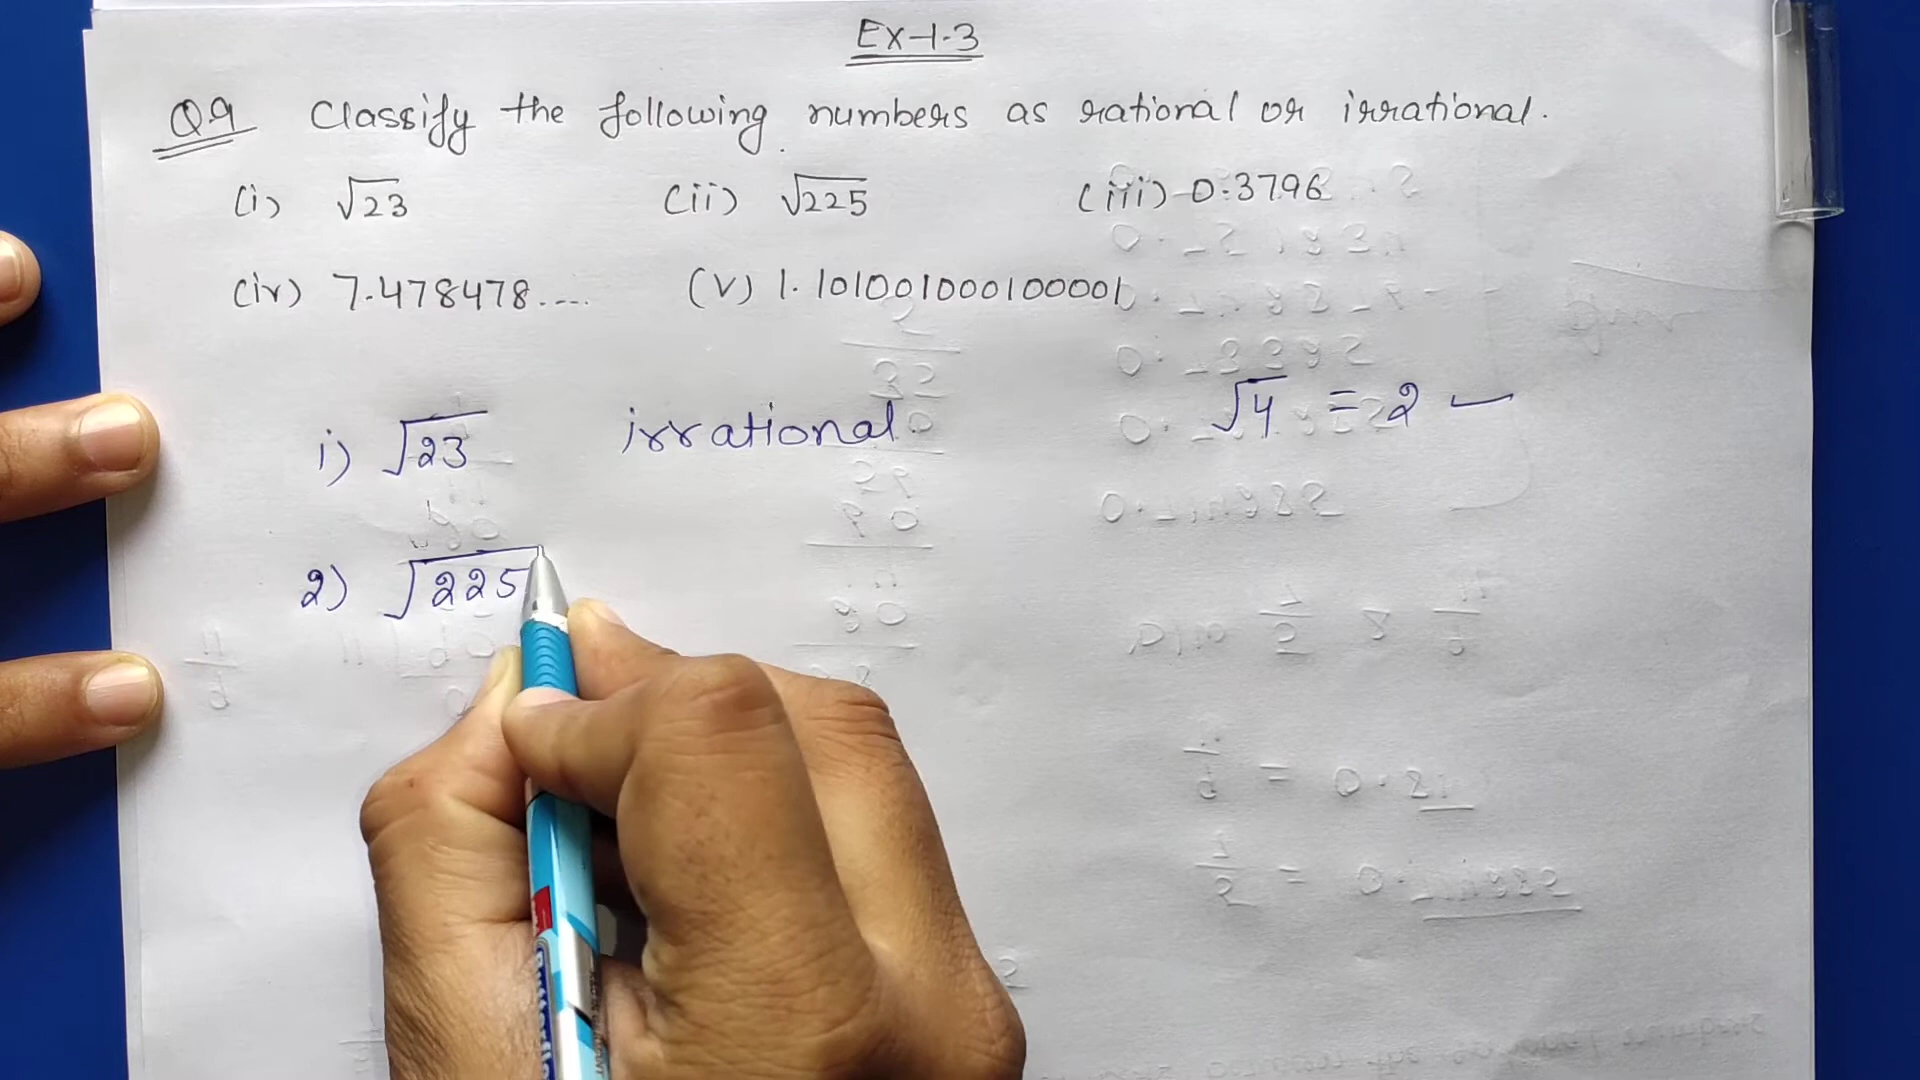 Ex-1.3
Q.9 Classify the following numbers as rational or irrational.
(i) √23 (ii) √225 (iii) 0.3796
(iv) 7.478478.... (v) 1.101001000100001
√4 = 2 —
i) √23 irrational
2) √225